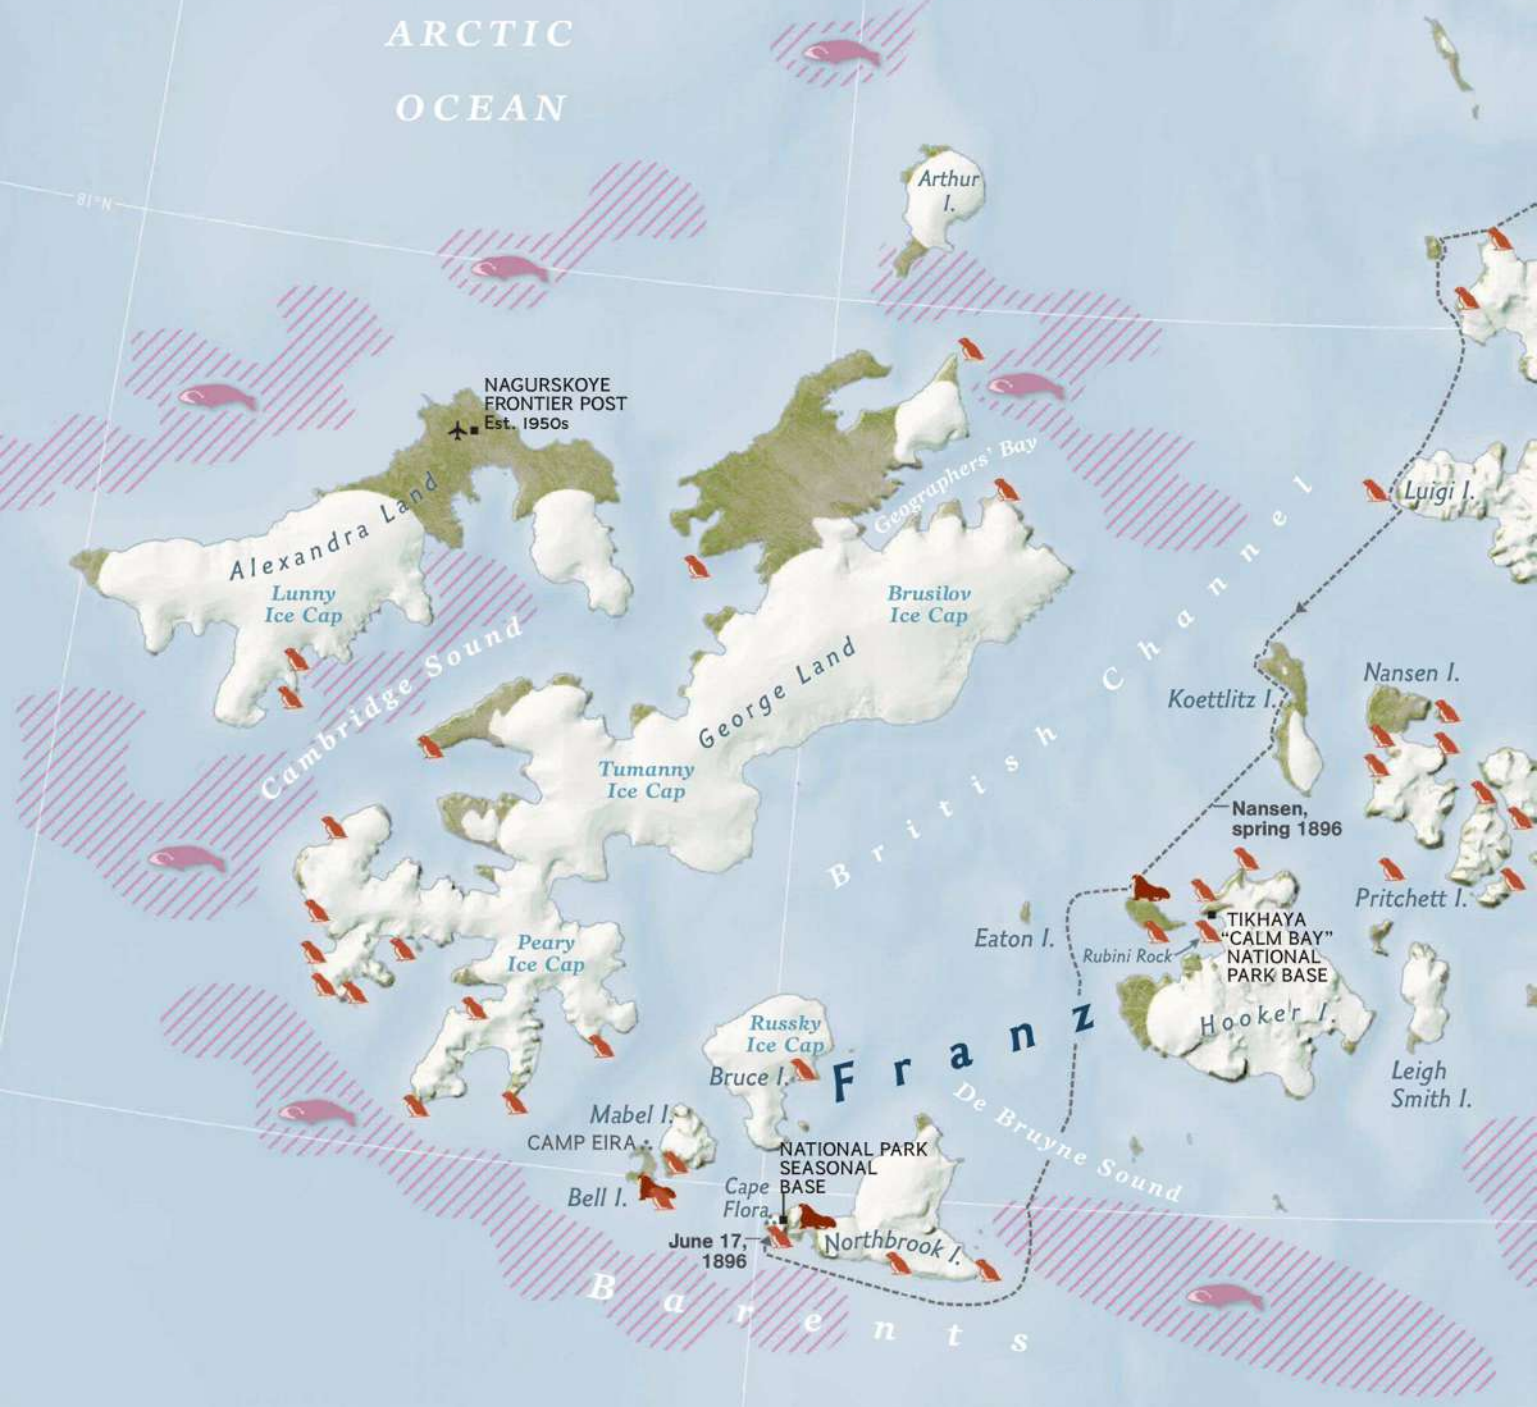 ARCTIC
OCEAN
81°N
Arthur
I.
NAGURSKOYE
FRONTIER POST
Est. 1950s
Alexandra Land
Lunny
Ice Cap
Geographers' Bay
Brusilov
Ice Cap
Luigi I.
Cambridge Sound
George Land
Tumanny
Ice Cap
British Channel
Koettlitz I.
Nansen I.
Nansen,
spring 1896
Pritchett I.
Eaton I.
Rubini Rock
TIKHAYA
“CALM BAY”
NATIONAL
PARK BASE
Hooker I.
Peary
Ice Cap
Russky
Ice Cap
Bruce I.
Franz
Leigh
Smith I.
De Bruyne Sound
Mabel I.
CAMP EIRA
Bell I.
NATIONAL PARK
SEASONAL
BASE
Cape
Flora
June 17,
1896
Northbrook I.
Barents